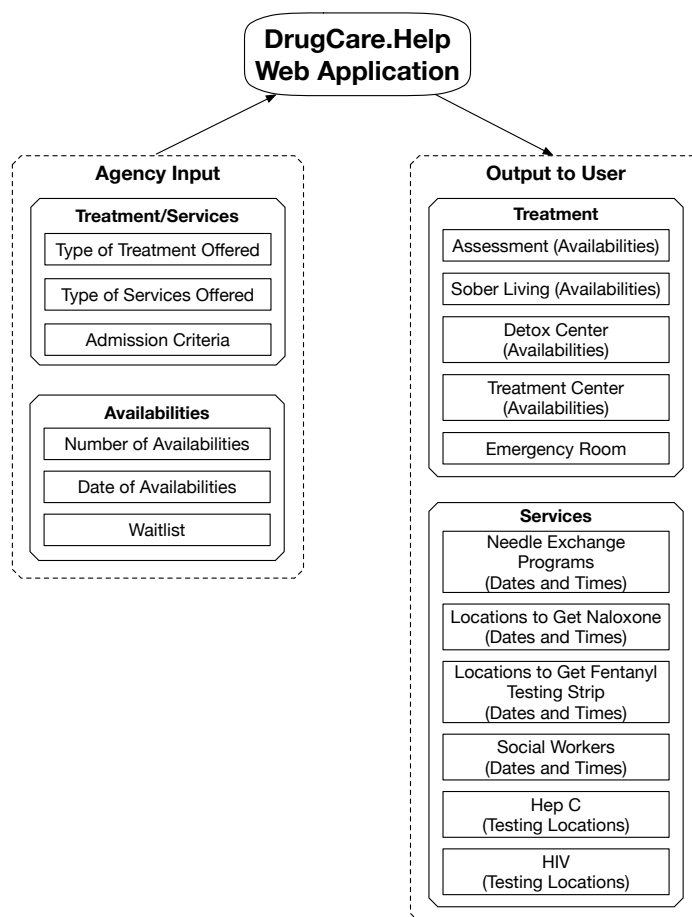 DrugCare.Help
Web Application
Agency Input
Treatment/Services
Type of Treatment Offered
Type of Services Offered
Admission Criteria
Availabilities
Number of Availabilities
Date of Availabilities
Waitlist
Output to User
Treatment
Assessment (Availabilities)
Sober Living (Availabilities)
Detox Center
(Availabilities)
Treatment Center
(Availabilities)
Emergency Room
Services
Needle Exchange
Programs
(Dates and Times)
Locations to Get Naloxone
(Dates and Times)
Locations to Get Fentanyl
Testing Strip
(Dates and Times)
Social Workers
(Dates and Times)
Hep C
(Testing Locations)
HIV
(Testing Locations)